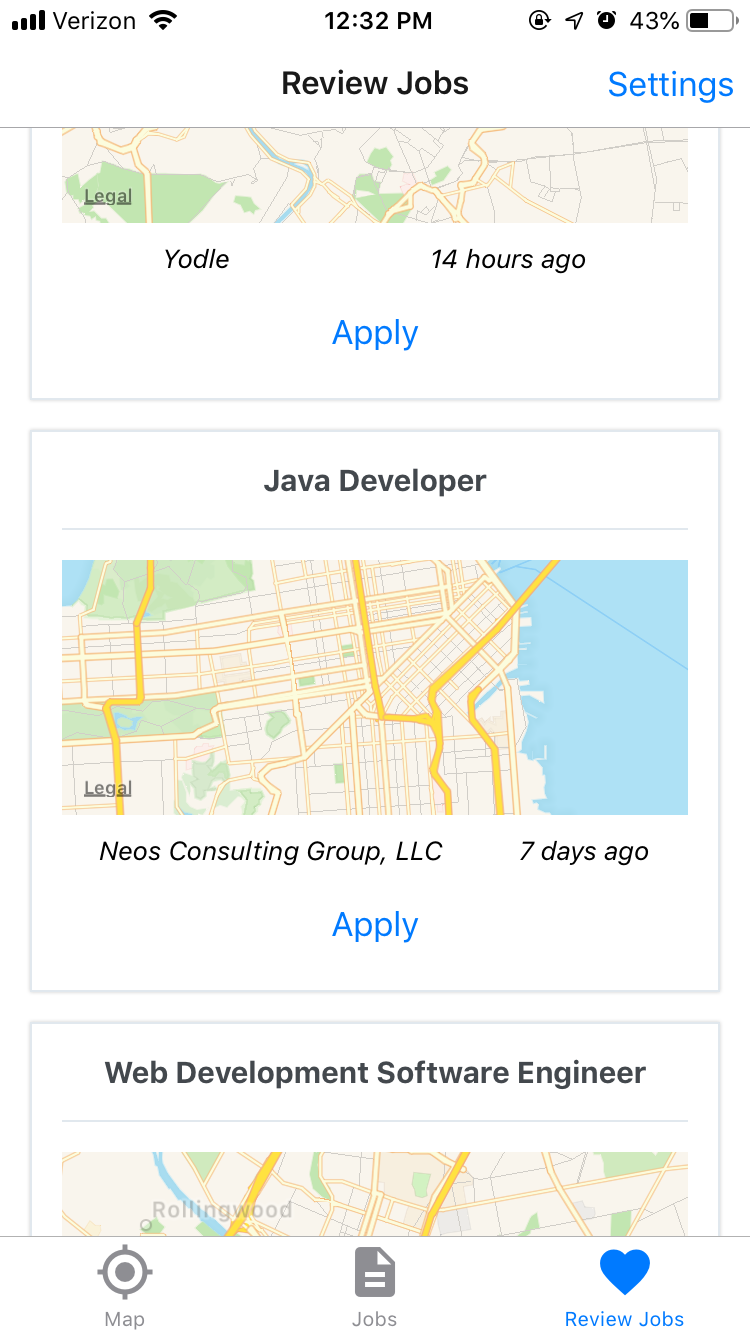 Verizon 12:32 PM 43%
Review Jobs Settings
Legal
Yodle 14 hours ago
Apply
Java Developer
Legal
Neos Consulting Group, LLC 7 days ago
Apply
Web Development Software Engineer
Rollingwood
Map Jobs Review Jobs